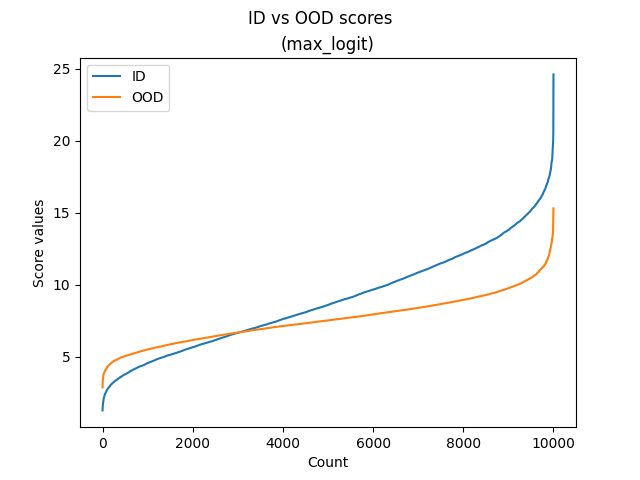 ID vs OOD scores
(max_logit)
25
20
15
10
5
Score values
ID
OOD
0 2000 4000 6000 8000 10000
Count